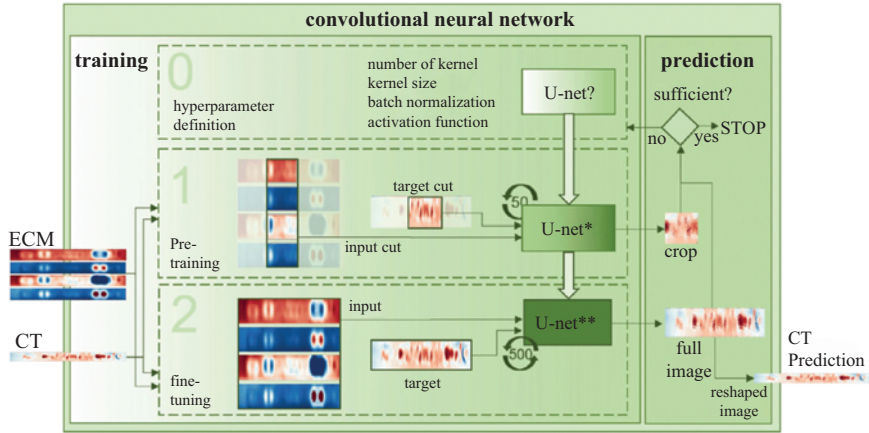 convolutional neural network
training
prediction
0
hyperparameter
definition
number of kernel
kernel size
batch normalization
activation function
U-net?
sufficient?
no
yes
STOP
1
Pre-
training
target cut
input cut
50
U-net*
crop
ECM
CT
2
fine-
tuning
input
target
500
U-net**
full
image
reshaped
image
CT
Prediction